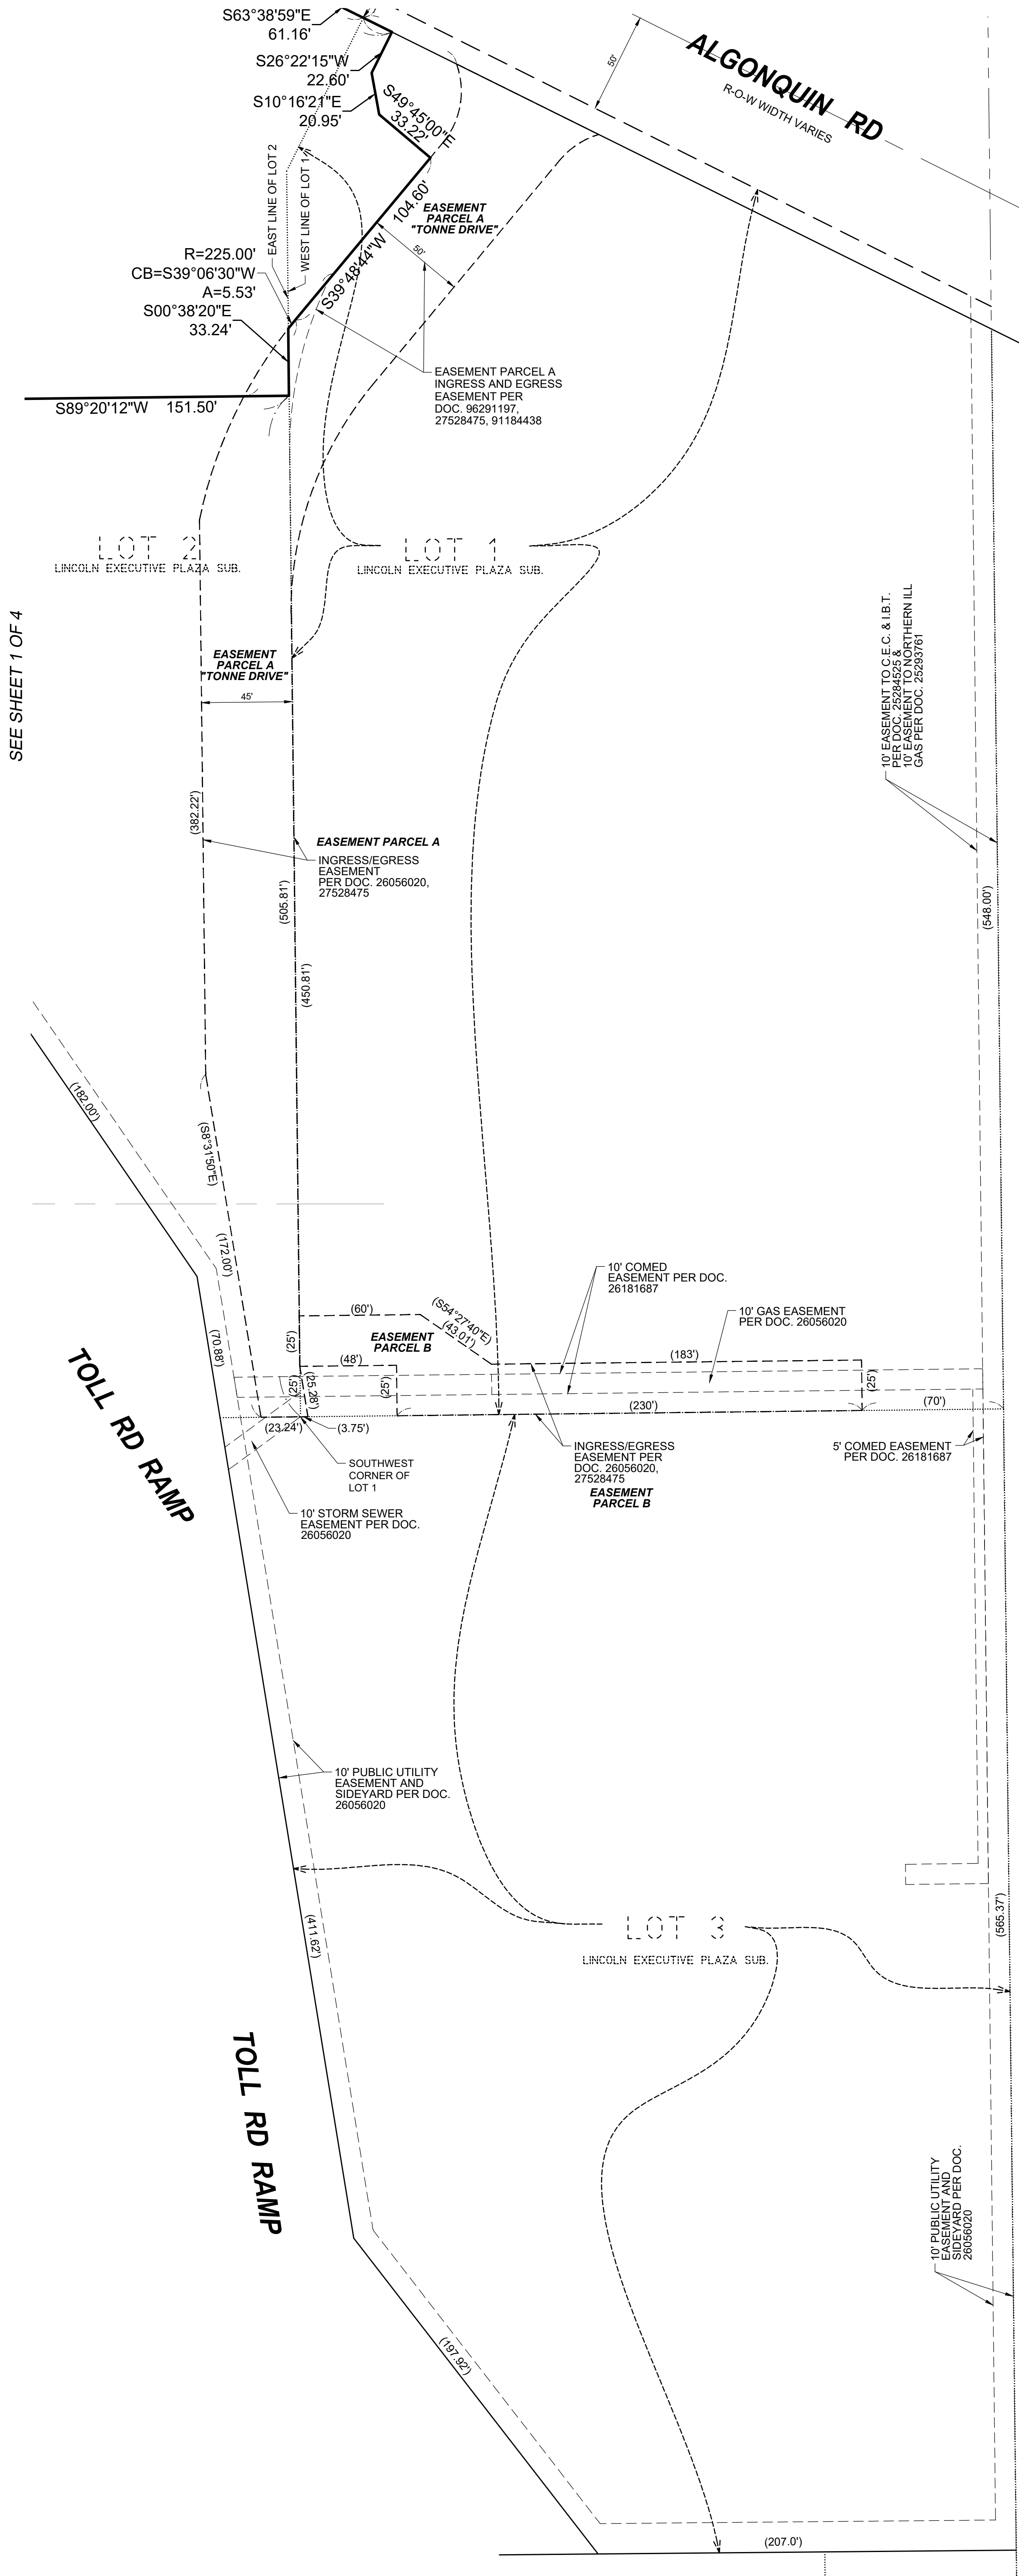 S63°38'59"E
61.16'
S26°22'15"W
22.60'
S10°16'21"E
20.95'
S49°45'00"E
33.22'
50'
ALGONQUIN RD
R-O-W WIDTH VARIES
EAST LINE OF LOT 2
WEST LINE OF LOT 1
104.60'
S39°48'44"W
EASEMENT
PARCEL A
"TONNE DRIVE"
50'
R=225.00'
CB=S39°06'30"W
A=5.53'
S00°38'20"E
33.24'
EASEMENT PARCEL A
INGRESS AND EGRESS
EASEMENT PER
DOC. 96291197,
27528475, 91184438
S89°20'12"W 151.50'
LOT 2
LINCOLN EXECUTIVE PLAZA SUB.
LOT 1
LINCOLN EXECUTIVE PLAZA SUB.
SEE SHEET 1 OF 4
EASEMENT
PARCEL A
"TONNE DRIVE"
45'
10' EASEMENT TO C.E.C. & I.B.T.
PER DOC. 25284525 &
10' EASEMENT TO NORTHERN ILL
GAS PER DOC. 25293761
(382.22')
EASEMENT PARCEL A
INGRESS/EGRESS
EASEMENT
PER DOC. 26056020,
27528475
(505.81')
(548.00')
(450.81')
(182.00')
(S8°31'50"E)
(172.00')
10' COMED
EASEMENT PER DOC.
26181687
10' GAS EASEMENT
PER DOC. 26056020
(60')
(S54°27'40"E)
(43.01')
EASEMENT
PARCEL B
(25')
(70.88')
(48')
(183')
(25')
(25.28')
(25')
(25')
(230')
(70')
(23.24')
(3.75')
SOUTHWEST
CORNER OF
LOT 1
INGRESS/EGRESS
EASEMENT PER
DOC. 26056020,
27528475
EASEMENT
PARCEL B
5' COMED EASEMENT
PER DOC. 26181687
TOLL RD RAMP
10' STORM SEWER
EASEMENT PER DOC.
26056020
10' PUBLIC UTILITY
EASEMENT AND
SIDEYARD PER DOC.
26056020
(411.62')
LOT 3
LINCOLN EXECUTIVE PLAZA SUB.
(565.37')
TOLL RD RAMP
10' PUBLIC UTILITY
EASEMENT AND
SIDEYARD PER DOC.
26056020
(197.92')
(207.0')